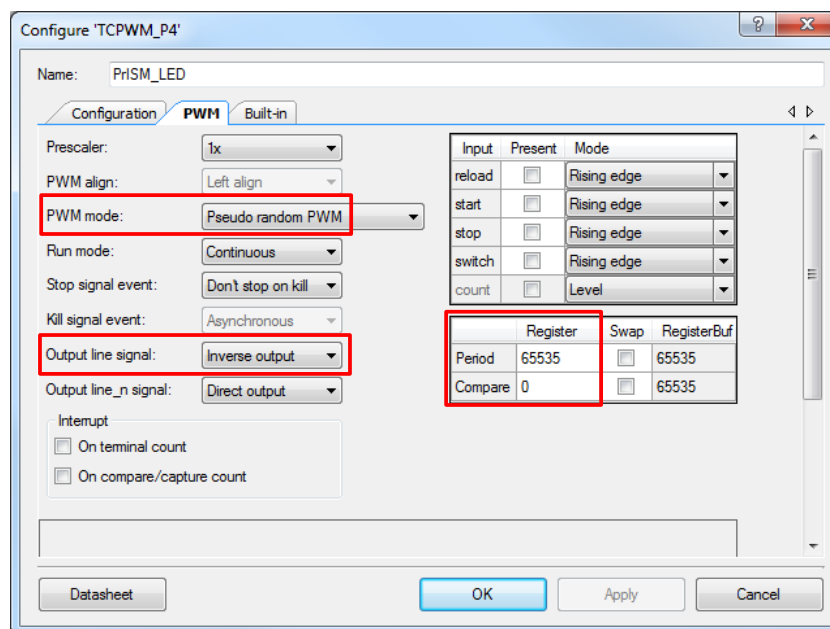 Configure 'TCPWM_P4'
Name: PrISM_LED
Configuration PWM Built-in
Prescaler: 1x
PWM align: Left align
PWM mode: Pseudo random PWM
Run mode: Continuous
Stop signal event: Don't stop on kill
Kill signal event: Asynchronous
Output line signal: Inverse output
Output line_n signal: Direct output
Interrupt
On terminal count
On compare/capture count
Input Present Mode
reload Rising edge
start Rising edge
stop Rising edge
switch Rising edge
count Level
Register Swap RegisterBuf
Period 65535 65535
Compare 0 65535
Datasheet OK Apply Cancel